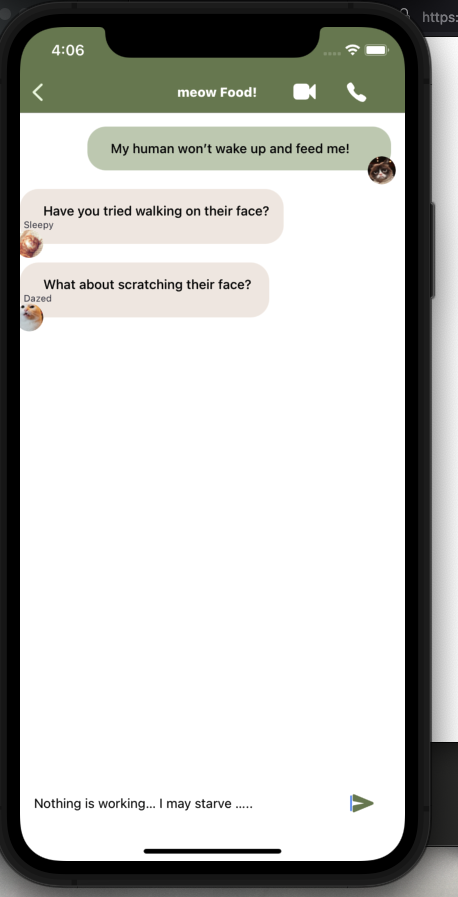 https:
4:06
meow Food!
My human won’t wake up and feed me!
Have you tried walking on their face?
Sleepy
What about scratching their face?
Dazed
Nothing is working... I may starve .....